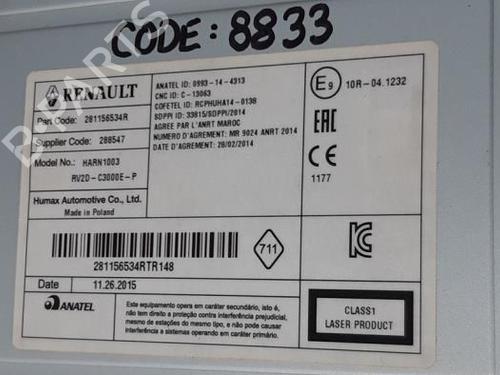 CODE: 8833
B-PARTS
RENAULT
Part Code: 281156534R
Supplier Code: 288547
Model No.: HARN1003
RV2D-C3000E-P
Humax Automotive Co., Ltd.
Made in Poland
ANATEL ID: 0993-14-4313
CNC ID: C-13063
COFETEL ID: RCPHUHA14-0138
SDPPI ID: 33815/SDPPI/2014
AGREE PAR L'ANRT MAROC
NUMERO D'AGREMENT: MR 9024 ANRT 2014
DATE D'AGREMENT: 28/02/2014
E9 10R-04.1232
EAC
CE
1177
711
281156534RTR148
Date 11.26.2015
ANATEL
Este equipamento opera em caráter secundário, isto é, não
tem direito a proteção contra interferência prejudicial,
mesmo de estações do mesmo tipo, e não pode causar
interferência a sistemas operando em caráter primário.
CLASS1
LASER PRODUCT